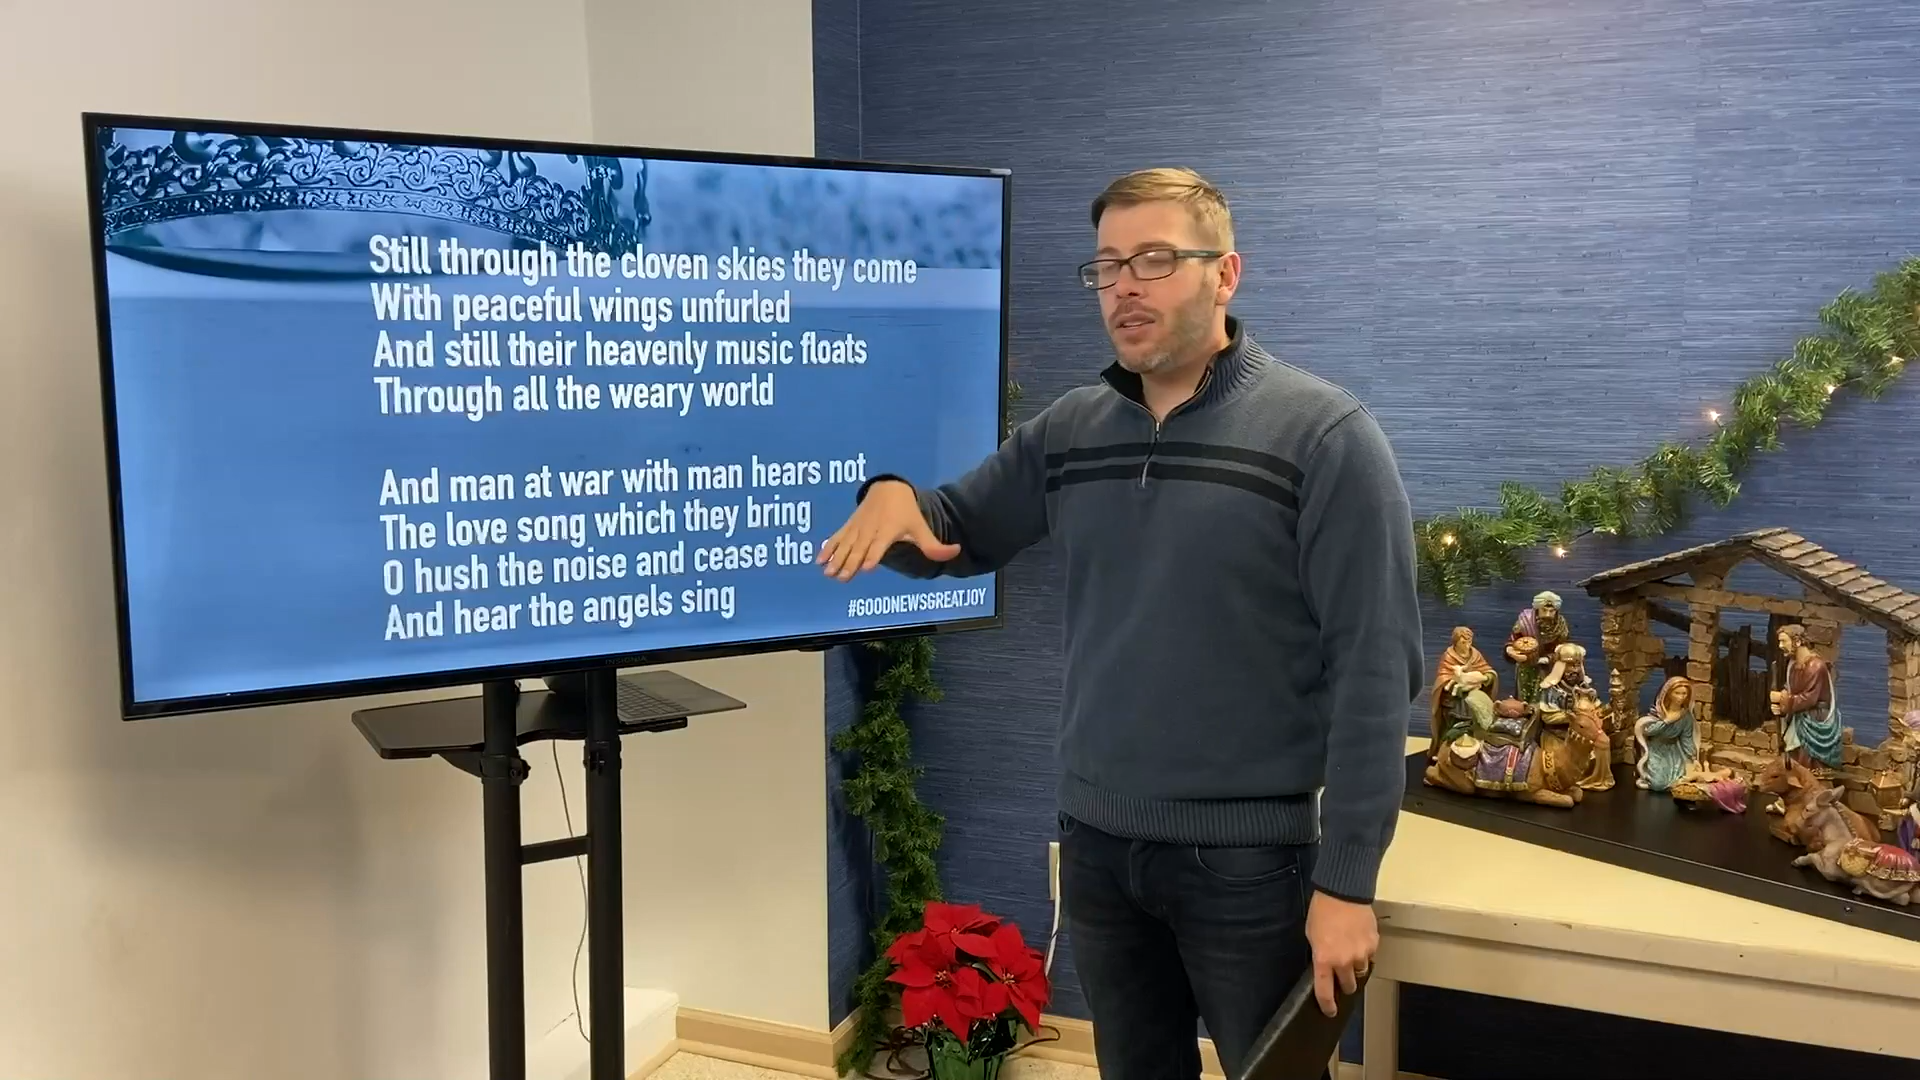 Still through the cloven skies they come
With peaceful wings unfurled
And still their heavenly music floats
Through all the weary world
And man at war with man hears not
The love song which they bring
O hush the noise and cease the
And hear the angels sing
#GOODNEWSGREATJOY
INSIGNIA